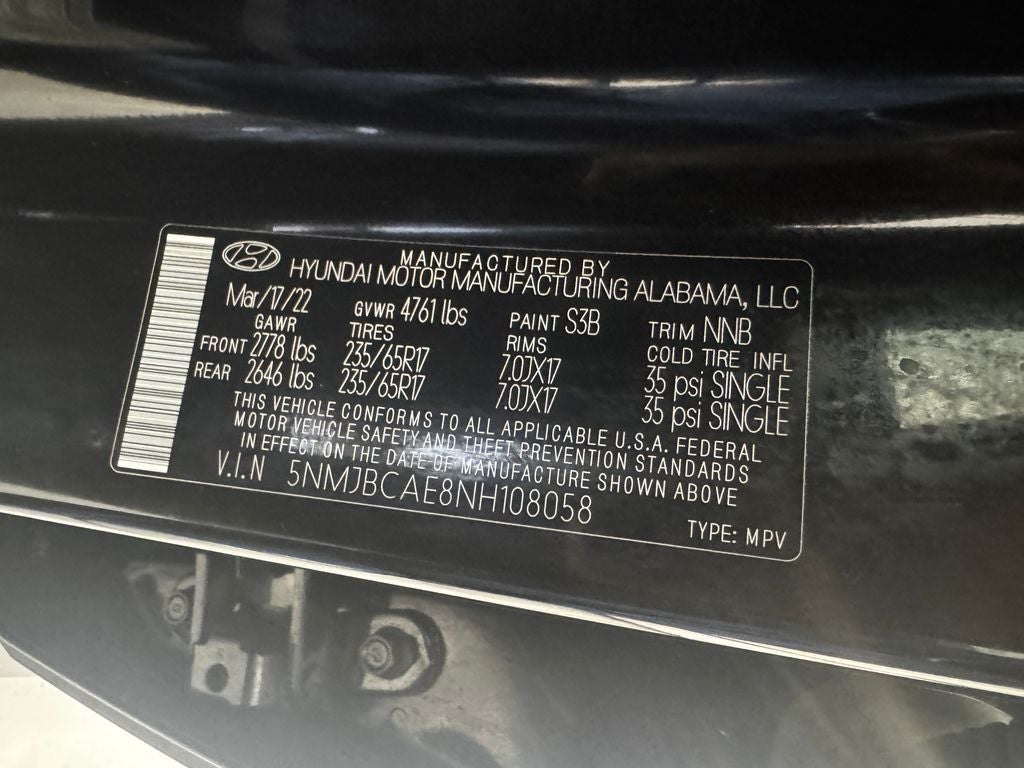 MANUFACTURED BY
HYUNDAI MOTOR MANUFACTURING ALABAMA, LLC
Mar/17/22 GVWR 4761 lbs PAINT S3B TRIM NNB
GAWR TIRES RIMS COLD TIRE INFL
FRONT 2778 lbs 235/65R17 7.0JX17 35 psi SINGLE
REAR 2646 lbs 235/65R17 7.0JX17 35 psi SINGLE
THIS VEHICLE CONFORMS TO ALL APPLICABLE U.S.A. FEDERAL
MOTOR VEHICLE SAFETY AND THEFT PREVENTION STANDARDS
IN EFFECT ON THE DATE OF MANUFACTURE SHOWN ABOVE
V.I.N 5NMJBCAE8NH108058
TYPE: MPV